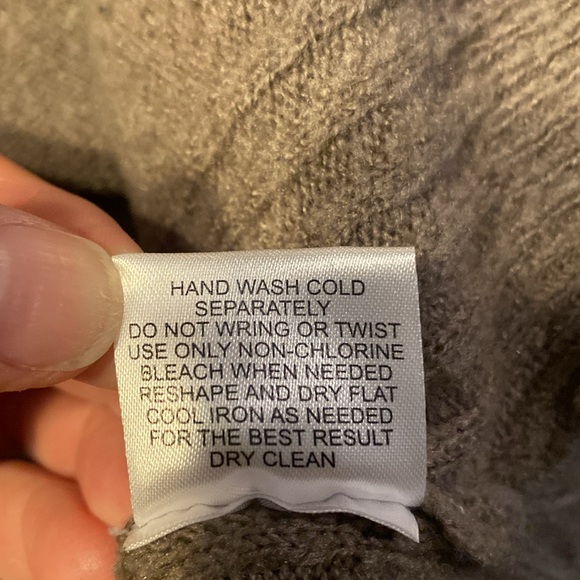 HAND WASH COLD
SEPARATELY
DO NOT WRING OR TWIST
USE ONLY NON-CHLORINE
BLEACH WHEN NEEDED
RESHAPE AND DRY FLAT
COOL IRON AS NEEDED
FOR THE BEST RESULT
DRY CLEAN